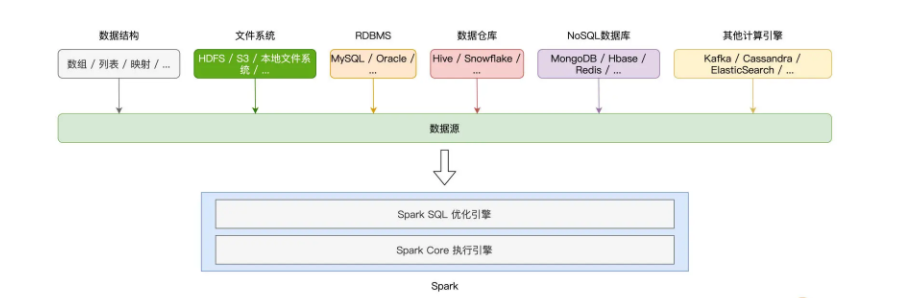 数据结构
文件系统
RDBMS
数据仓库
NoSQL数据库
其他计算引擎
数组 / 列表 / 映射 / ...
HDFS / S3 / 本地文件系
统 / ...
MySQL / Oracle /
...
Hive / Snowflake /
...
MongoDB / Hbase /
Redis / ...
Kafka / Cassandra /
ElasticSearch / ...
数据源
Spark SQL 优化引擎
Spark Core 执行引擎
Spark